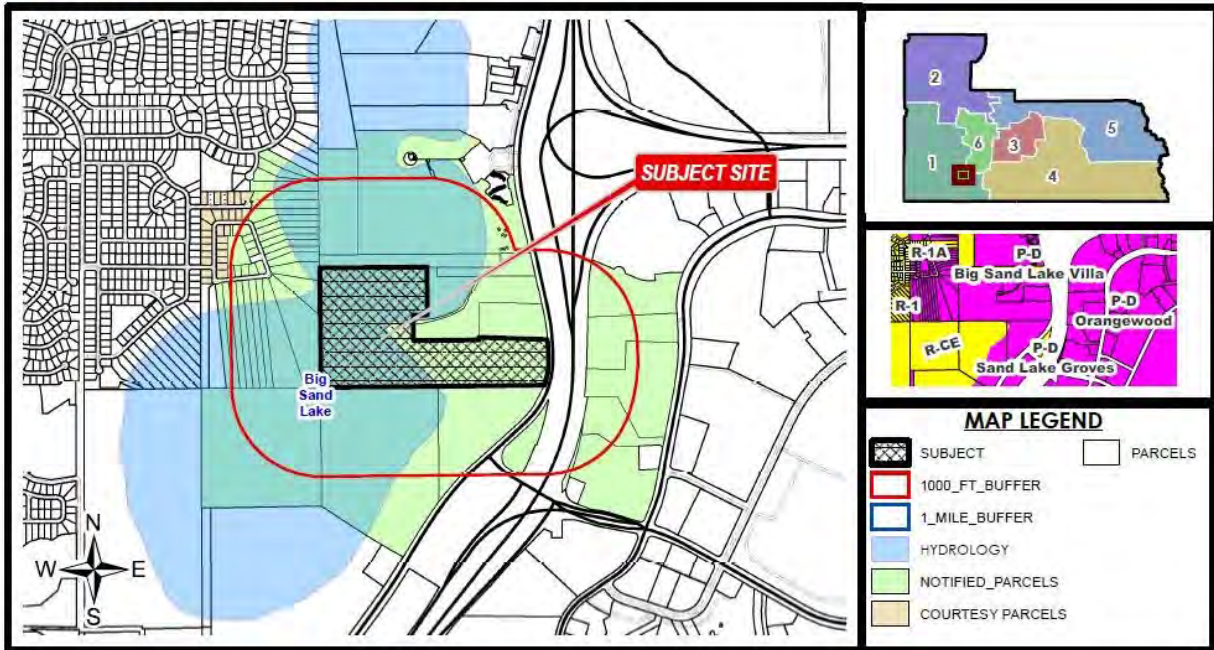 SUBJECT SITE
Big
Sand
Lake
N
W
E
S
2
5
6
3
1
4
R-1A
P-D
Big Sand Lake Villa
R-1
P-D
Orangewood
R-CE
P-D
Sand Lake Groves
MAP LEGEND
SUBJECT
PARCELS
1000_FT_BUFFER
1_MILE_BUFFER
HYDROLOGY
NOTIFIED_PARCELS
COURTESY PARCELS